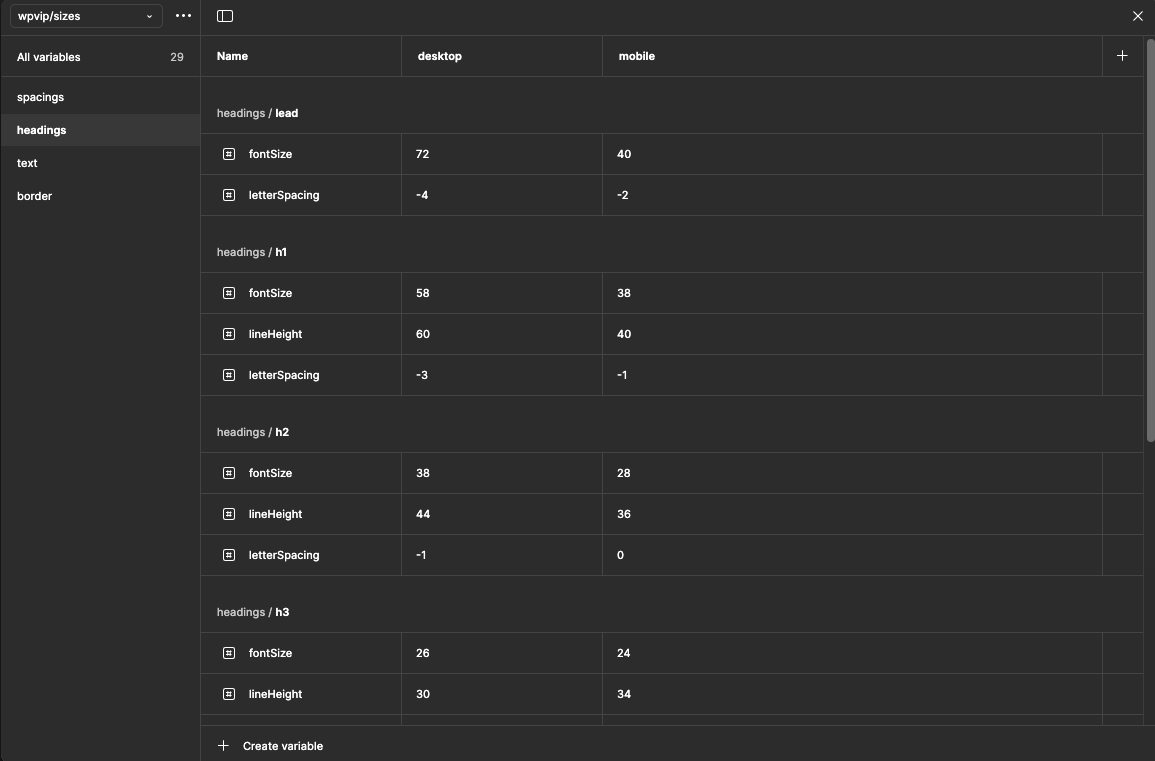 wpvip/sizes
All variables 29
spacings
headings
text
border
Name desktop mobile
headings / lead
fontSize 72 40
letterSpacing -4 -2
headings / h1
fontSize 58 38
lineHeight 60 40
letterSpacing -3 -1
headings / h2
fontSize 38 28
lineHeight 44 36
letterSpacing -1 0
headings / h3
fontSize 26 24
lineHeight 30 34
Create variable